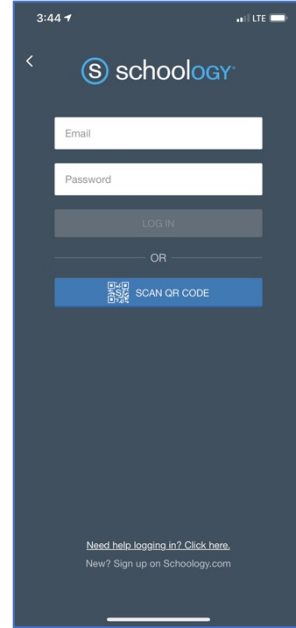 3:44
LTE
S schoology
Email
Password
LOG IN
OR
SCAN QR CODE
Need help logging in? Click here.
New? Sign up on Schoology.com